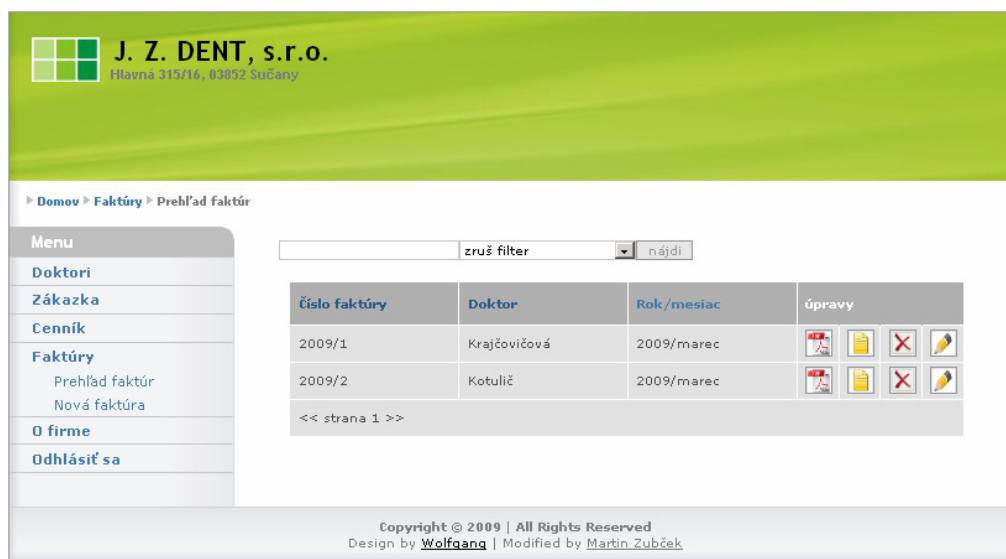 J. Z. DENT, s.r.o.
Hlavná 315/16, 03852 Sučany
Domov Faktúry Prehľad faktúr
Menu
Doktori
Zákazka
Cenník
Faktúry
Prehľad faktúr
Nová faktúra
O firme
Odhlásiť sa
zruš filter nájdi
Číslo faktúry Doktor Rok/mesiac úpravy
2009/1 Krajčovičová 2009/marec
2009/2 Kotulič 2009/marec
<< strana 1 >>
Copyright © 2009 | All Rights Reserved
Design by Wolfgang | Modified by Martin Zubček